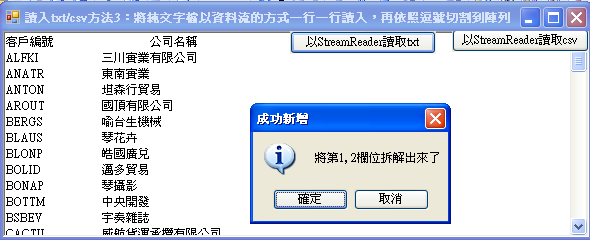 讀入txt/csv方法3：將純文字檔以資料流的方式一行一行讀入，再依照逗號切割到陣列
以StreamReader讀取txt
以StreamReader讀取csv
客戶編號 公司名稱
ALFKI 三川實業有限公司
ANATR 東南實業
ANTON 坦森行貿易
AROUT 國頂有限公司
BERGS 喻台生機械
BLAUS 琴花卉
BLONP 皓國廣兌
BOLID 邁多貿易
BONAP 琴攝影
BOTTM 中央開發
BSBEV 宇奏雜誌
CACTU 威航貨運承攬有限公司
成功新增
將第1,2欄位拆解出來了
確定 取消